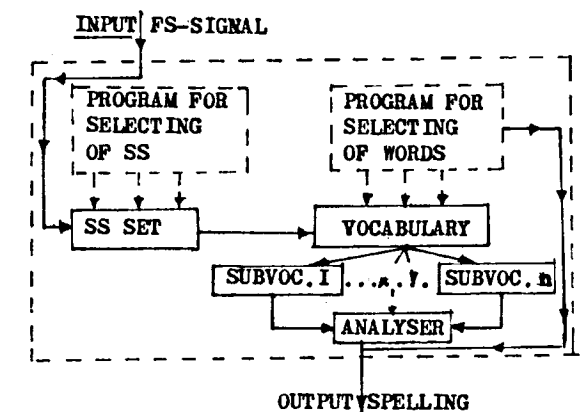 INPUT FS-SIGNAL
PROGRAM FOR
SELECTING
OF SS
PROGRAM FOR
SELECTING
OF WORDS
SS SET
VOCABULARY
SUBVOC.I
SUBVOC.n
ANALYSER
OUTPUT SPELLING